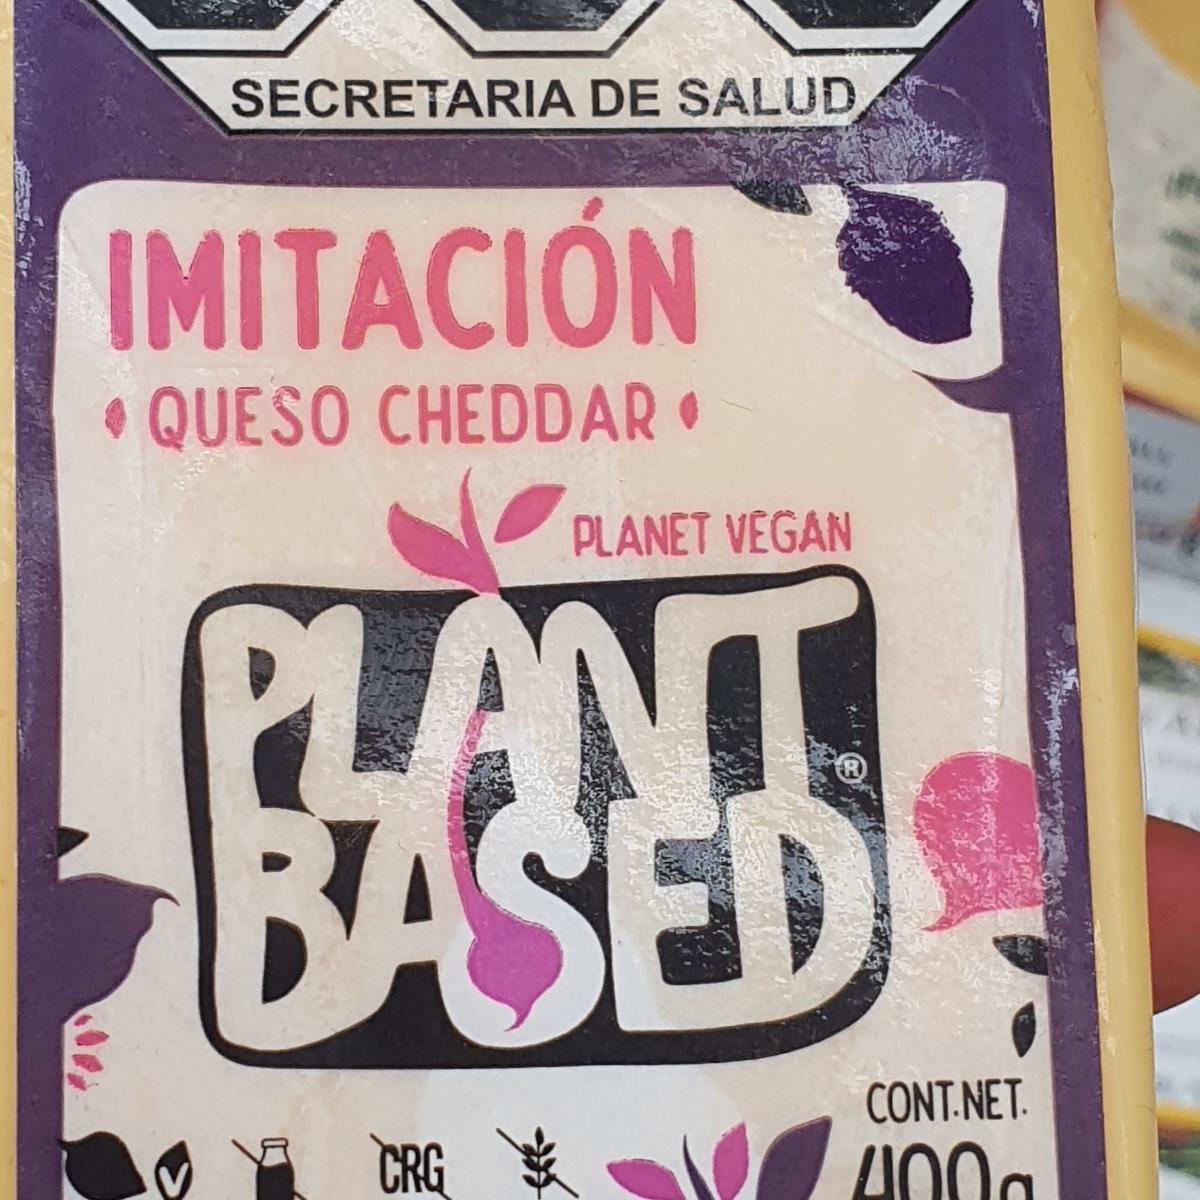 SECRETARIA DE SALUD
IMITACIÓN
QUESO CHEDDAR
PLANET VEGAN
PLANT
BASED
®
CONT.NET.
CRG
400g